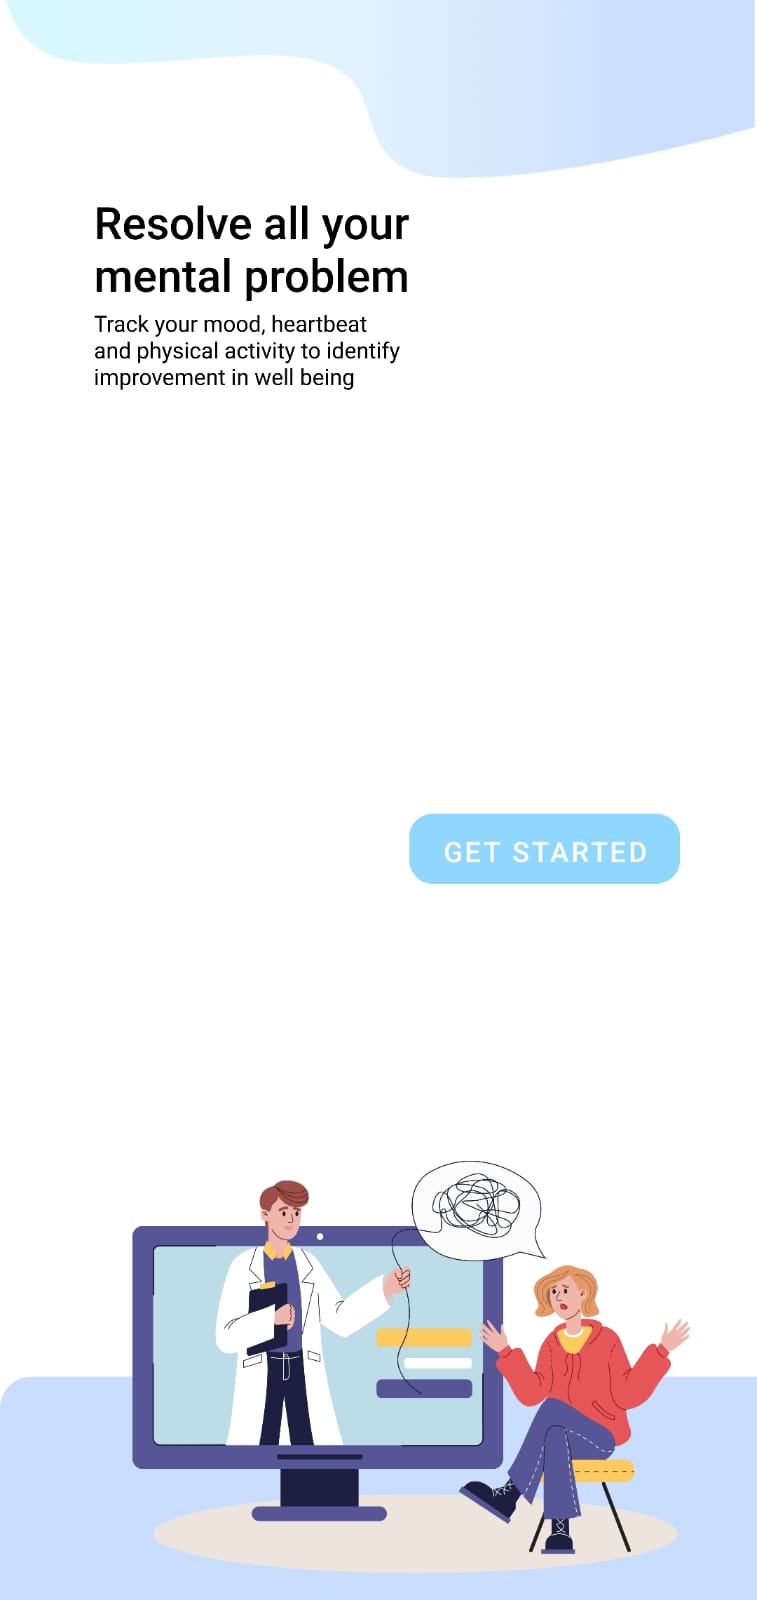 Resolve all your
mental problem
Track your mood, heartbeat
and physical activity to identify
improvement in well being
GET STARTED